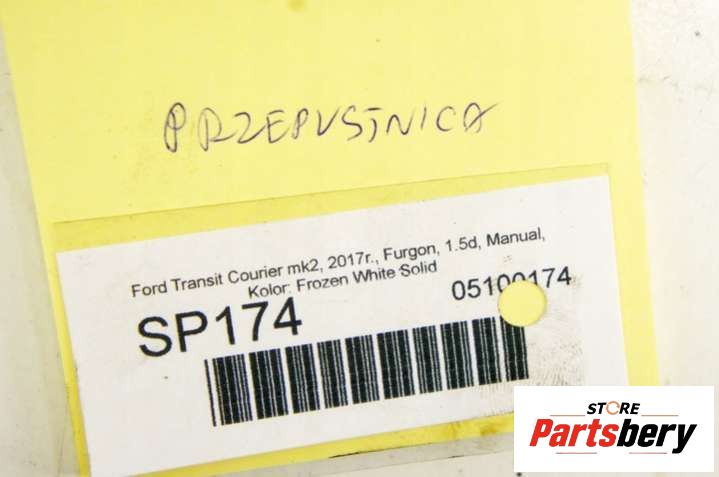 PRZEPUSTNICA
Ford Transit Courier mk2, 2017r., Furgon, 1.5d, Manual,
Kolor: Frozen White Solid
05100174
SP174
STORE
Partsbery